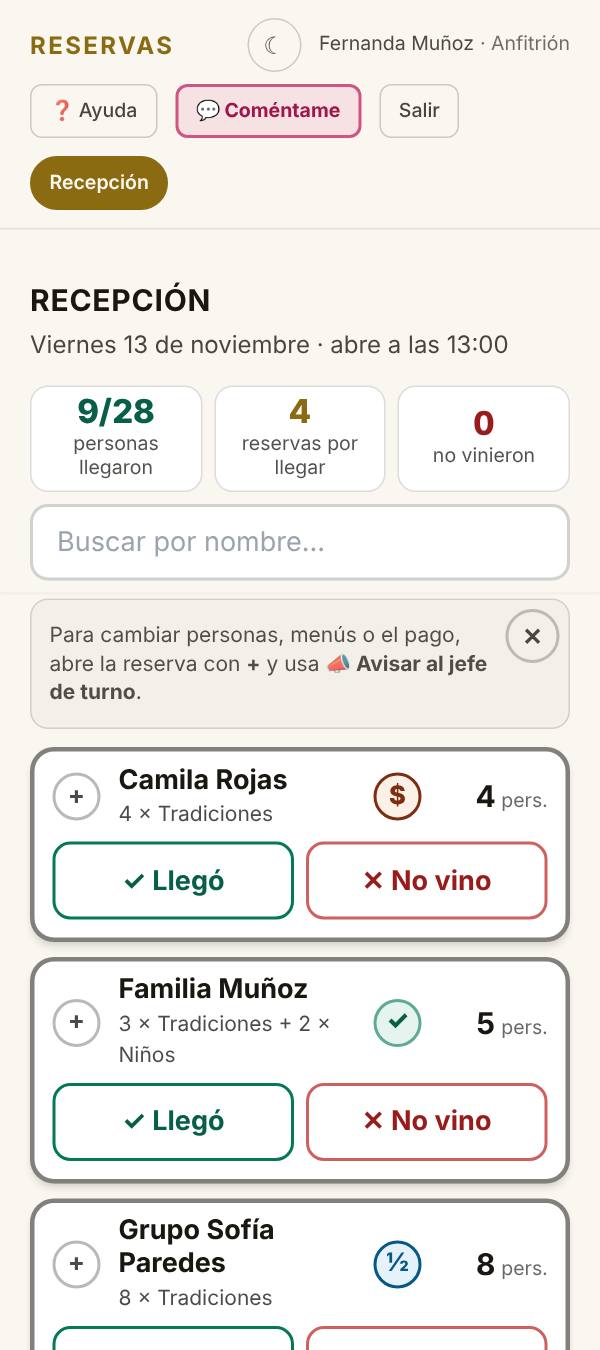 RESERVAS
☾
Fernanda Muñoz · Anfitrión
❓ Ayuda
💬 Coméntame
Salir
Recepción
RECEPCIÓN
Viernes 13 de noviembre · abre a las 13:00
9/28
personas
llegaron
4
reservas por
llegar
0
no vinieron
Buscar por nombre...
Para cambiar personas, menús o el pago,
abre la reserva con + y usa 📣 Avisar al jefe
de turno.
✕
+
Camila Rojas
4 × Tradiciones
$
4 pers.
✓ Llegó
✕ No vino
+
Familia Muñoz
3 × Tradiciones + 2 ×
Niños
✓
5 pers.
✓ Llegó
✕ No vino
+
Grupo Sofía
Paredes
8 × Tradiciones
½
8 pers.